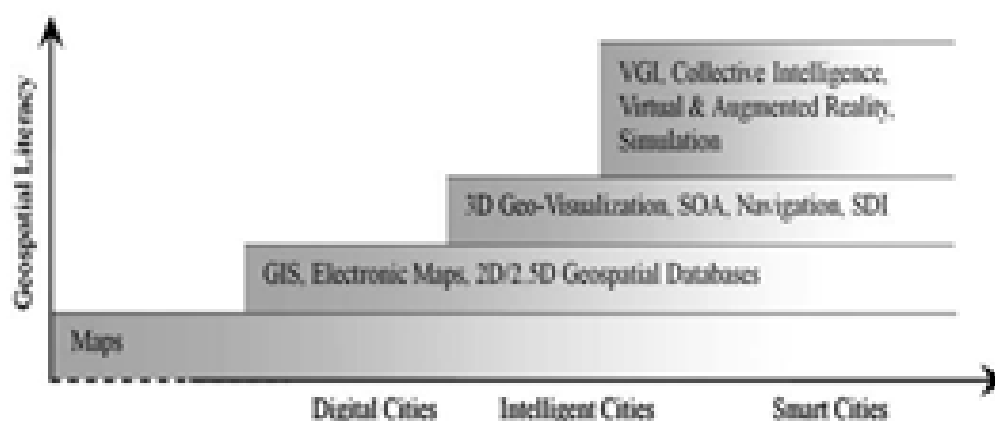 Geospatial Literacy
VGI, Collective Intelligence,
Virtual & Augmented Reality,
Simulation
3D Geo-Visualization, SOA, Navigation, SDI
GIS, Electronic Maps, 2D/2.5D Geospatial Databases
Maps
Digital Cities
Intelligent Cities
Smart Cities